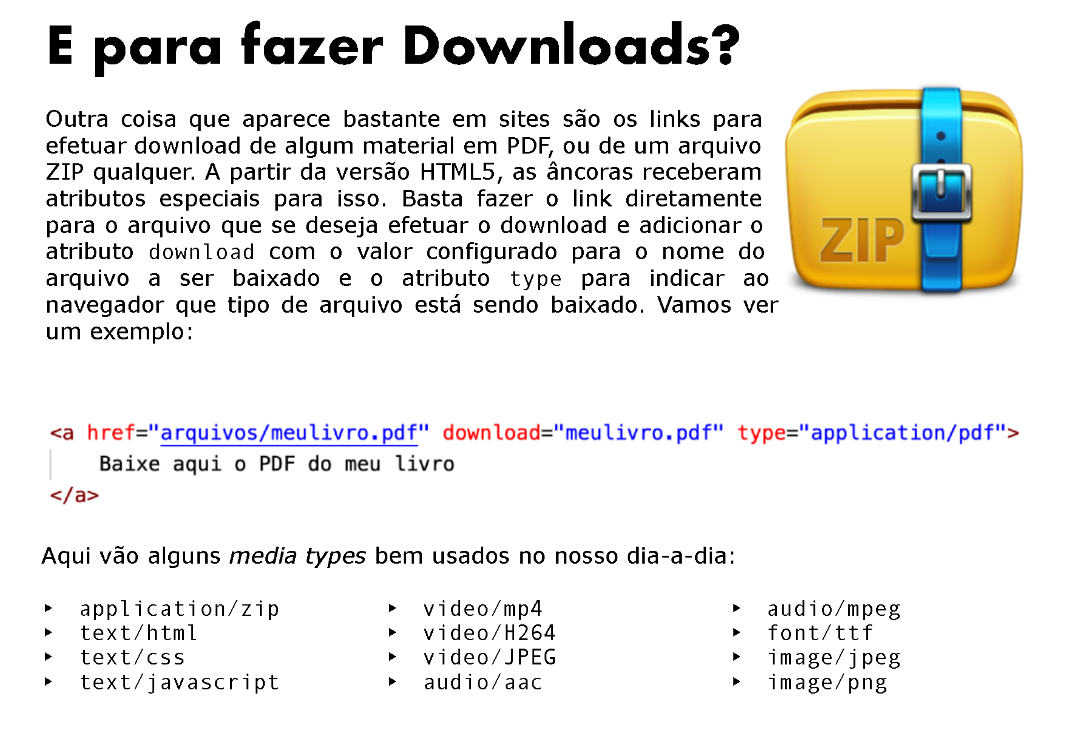 E para fazer Downloads?
Outra coisa que aparece bastante em sites são os links para
efetuar download de algum material em PDF, ou de um arquivo
ZIP qualquer. A partir da versão HTML5, as âncoras receberam
atributos especiais para isso. Basta fazer o link diretamente
para o arquivo que se deseja efetuar o download e adicionar o
atributo download com o valor configurado para o nome do
arquivo a ser baixado e o atributo type para indicar ao
navegador que tipo de arquivo está sendo baixado. Vamos ver
um exemplo:
ZIP
<a href="arquivos/meulivro.pdf" download="meulivro.pdf" type="application/pdf">
Baixe aqui o PDF do meu livro
</a>
Aqui vão alguns media types bem usados no nosso dia-a-dia:
‣ application/zip
‣ text/html
‣ text/css
‣ text/javascript
‣ video/mp4
‣ video/H264
‣ video/JPEG
‣ audio/aac
‣ audio/mpeg
‣ font/ttf
‣ image/jpeg
‣ image/png